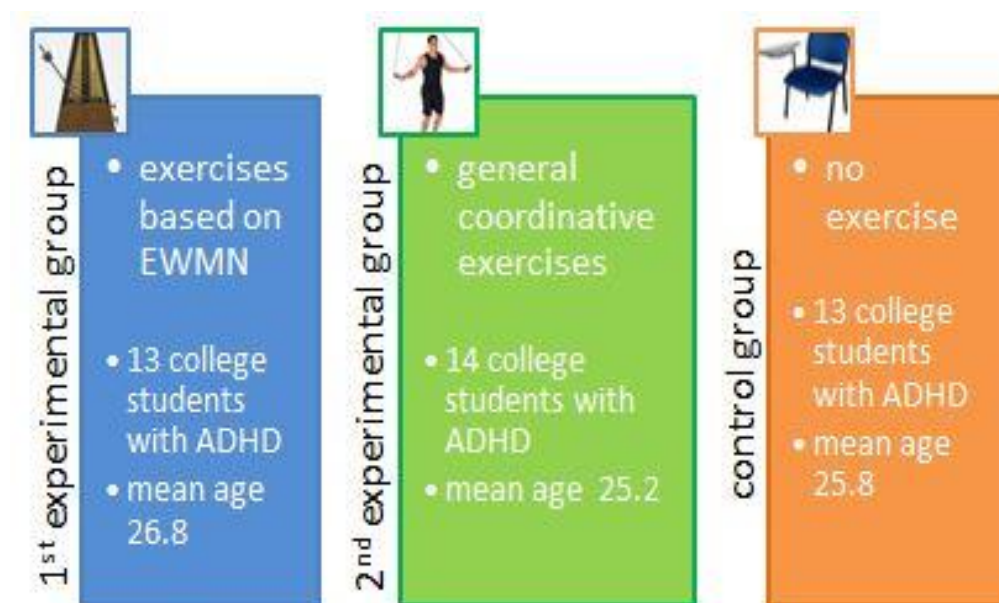 1st experimental group
• exercises
based on
EWMN
• 13 college
students
with ADHD
• mean age
26.8
2nd experimental group
• general
coordinative
exercises
• 14 college
students with
ADHD
• mean age 25.2
control group
• no
exercise
• 13 college
students
with ADHD
• mean age
25.8